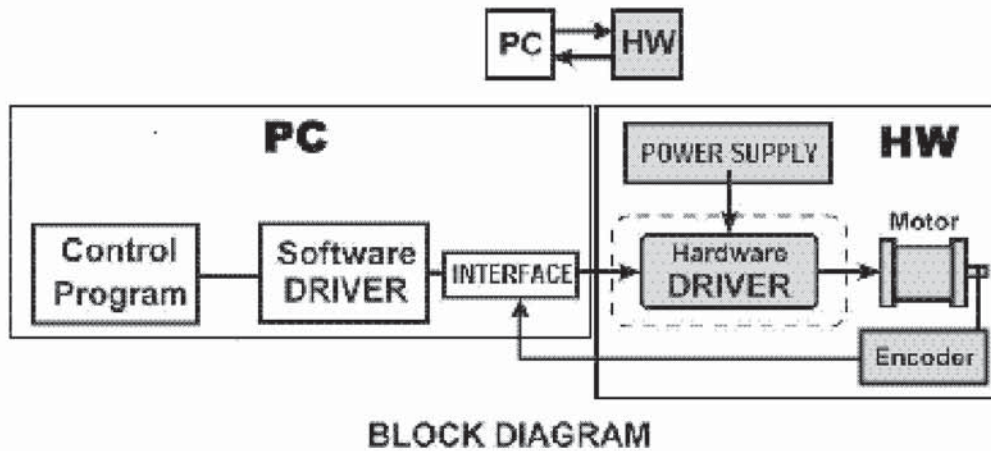 PC
HW
PC
HW
POWER SUPPLY
Motor
Control
Program
Software
DRIVER
INTERFACE
Hardware
DRIVER
Encoder
BLOCK DIAGRAM